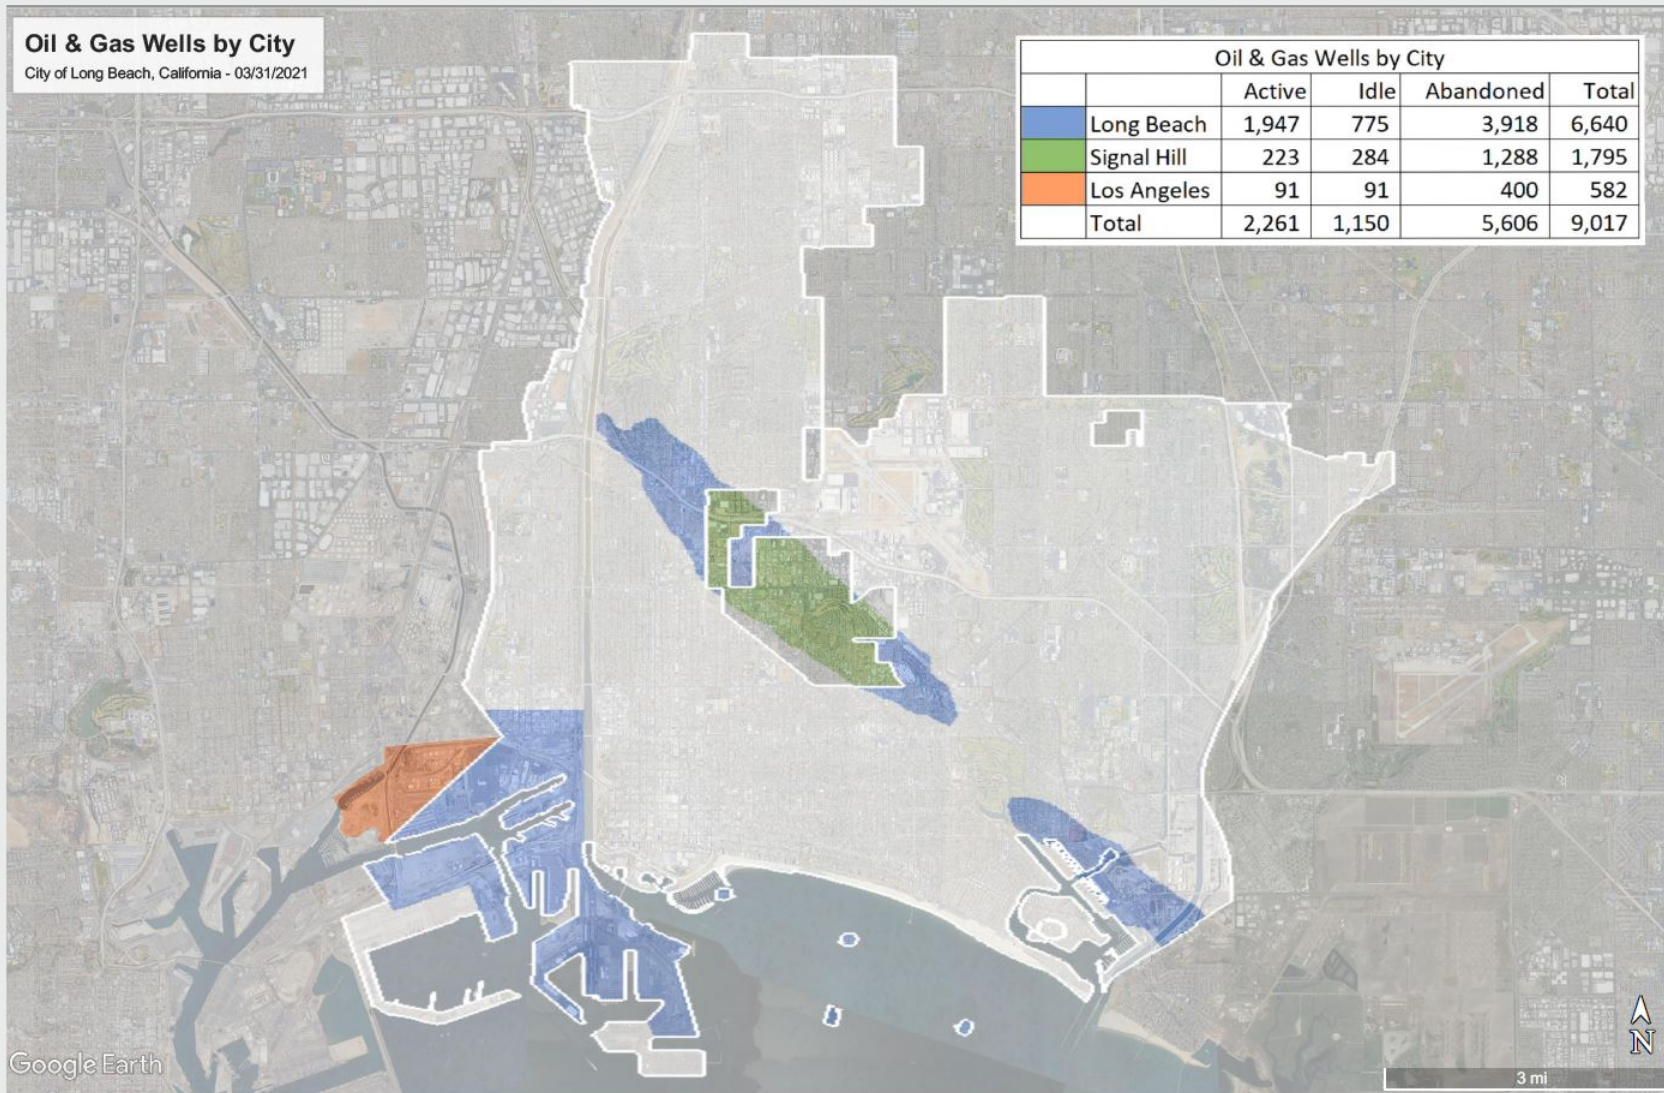 Oil & Gas Wells by City
City of Long Beach, California - 03/31/2021
Oil & Gas Wells by City
Active Idle Abandoned Total
Long Beach 1,947 775 3,918 6,640
Signal Hill 223 284 1,288 1,795
Los Angeles 91 91 400 582
Total 2,261 1,150 5,606 9,017
Google Earth
N
3 mi